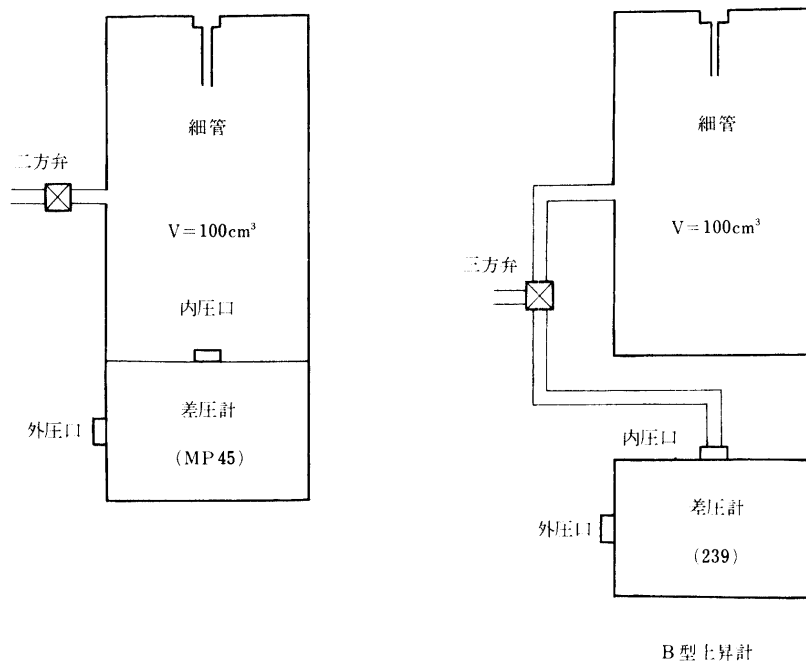 細管
二方弁
V=100cm³
内圧口
差圧計
外圧口
(MP45)
細管
V=100cm³
三方弁
内圧口
差圧計
外圧口
(239)
B型上昇計